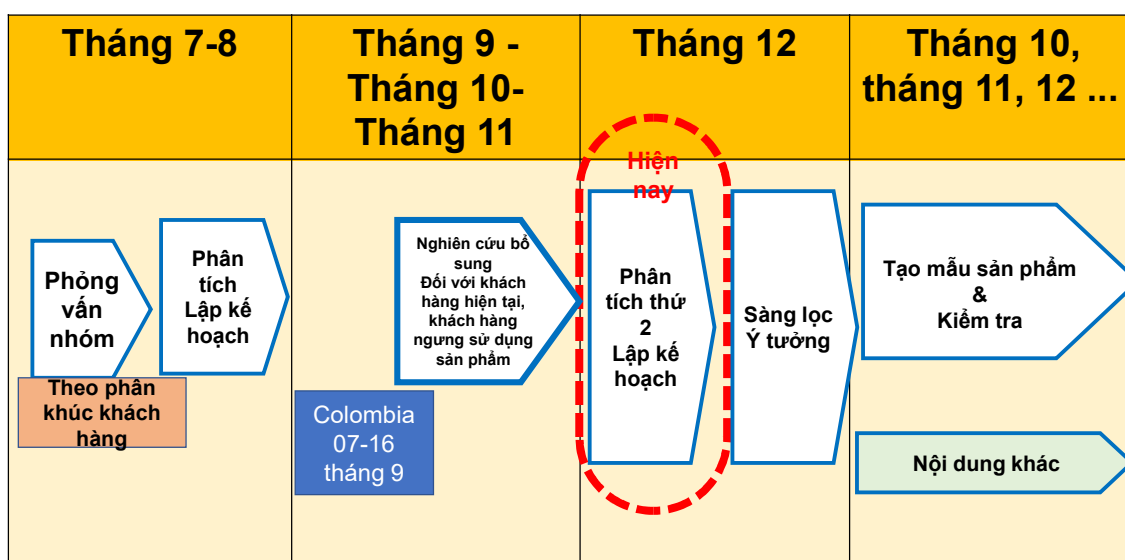 Tháng 7-8
Tháng 9 -
Tháng 10-
Tháng 11
Tháng 12
Tháng 10,
tháng 11, 12 ...
Hiện
nay
Phỏng
vấn
nhóm
Theo phân
khúc khách
hàng
Phân
tích
Lập kế
hoạch
Nghiên cứu bổ
sung
Đối với khách
hàng hiện tại,
khách hàng
ngưng sử dụng
sản phẩm
Colombia
07-16
tháng 9
Phân
tích thứ
2
Lập kế
hoạch
Sàng lọc
Ý tưởng
Tạo mẫu sản phẩm
&
Kiểm tra
Nội dung khác